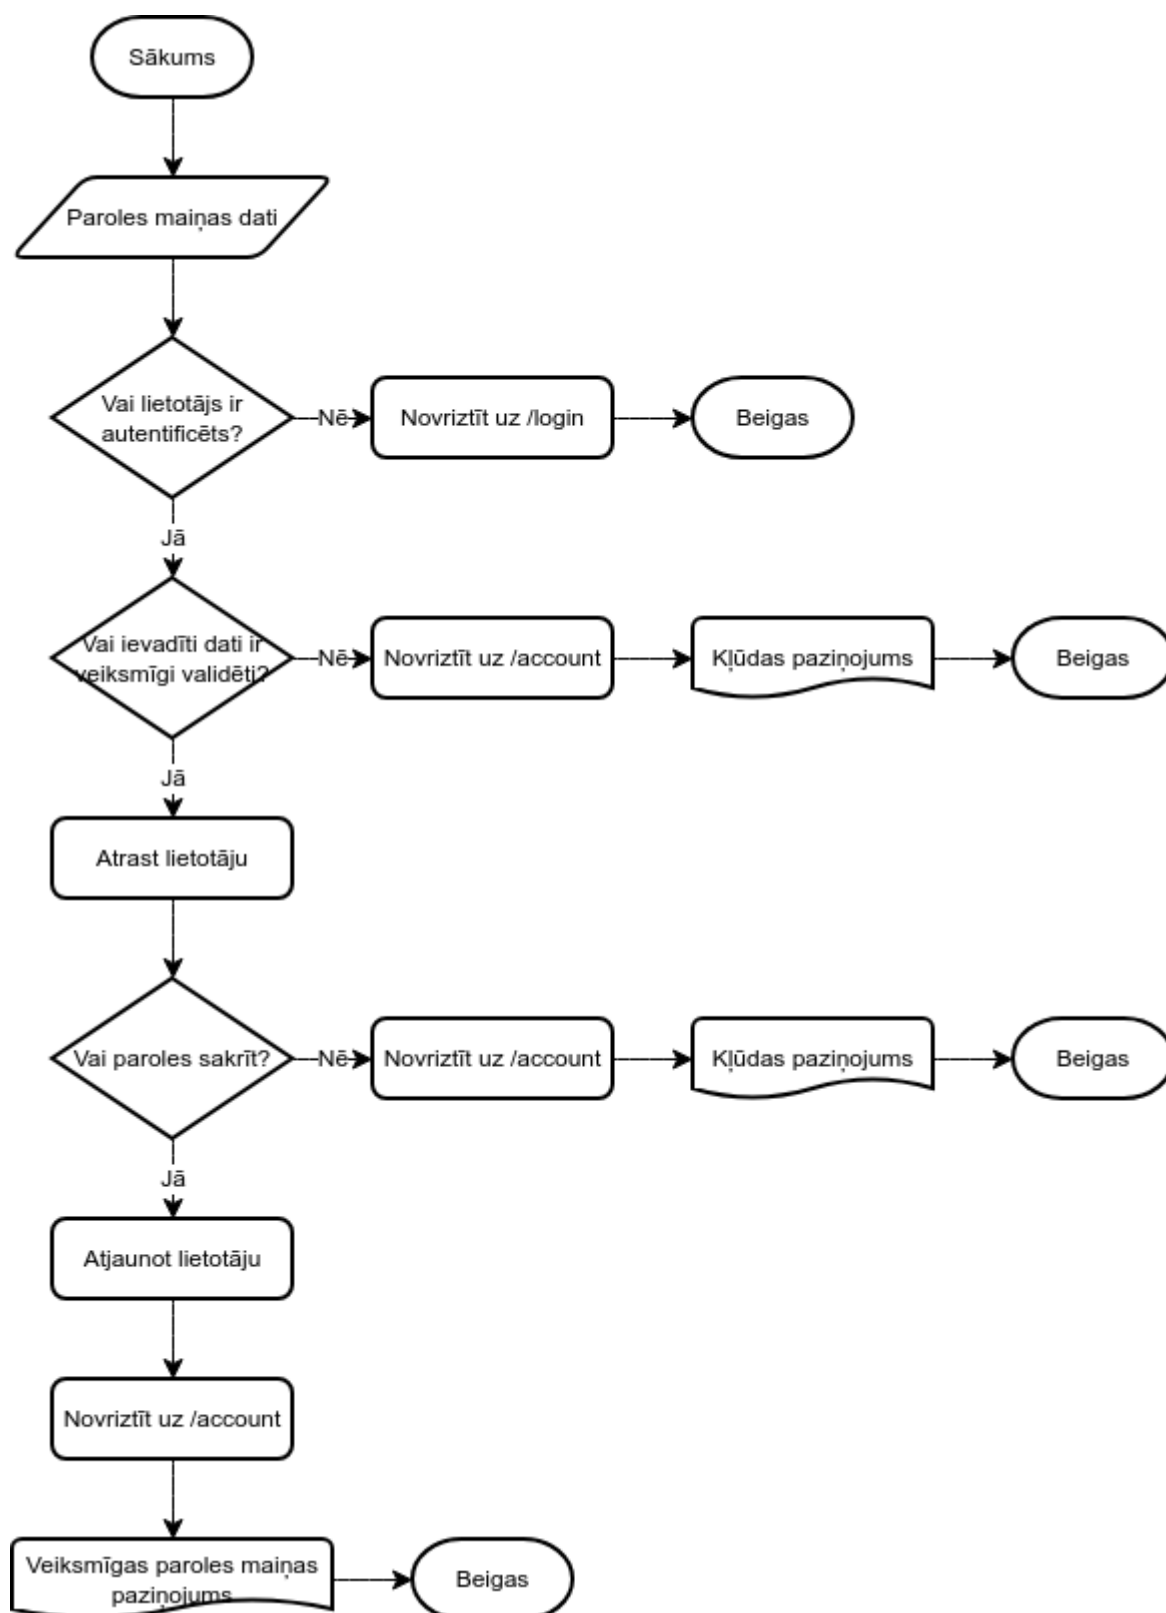 Sākums
Paroles maiņas dati
Vai lietotājs ir
autentificēts?
Nē
Novriztīt uz /login
Beigas
Jā
Vai ievadīti dati ir
veiksmīgi validēti?
Nē
Novriztīt uz /account
Kļūdas paziņojums
Beigas
Jā
Atrast lietotāju
Vai paroles sakrīt?
Nē
Novriztīt uz /account
Kļūdas paziņojums
Beigas
Jā
Atjaunot lietotāju
Novriztīt uz /account
Veiksmīgas paroles maiņas
paziņojums
Beigas